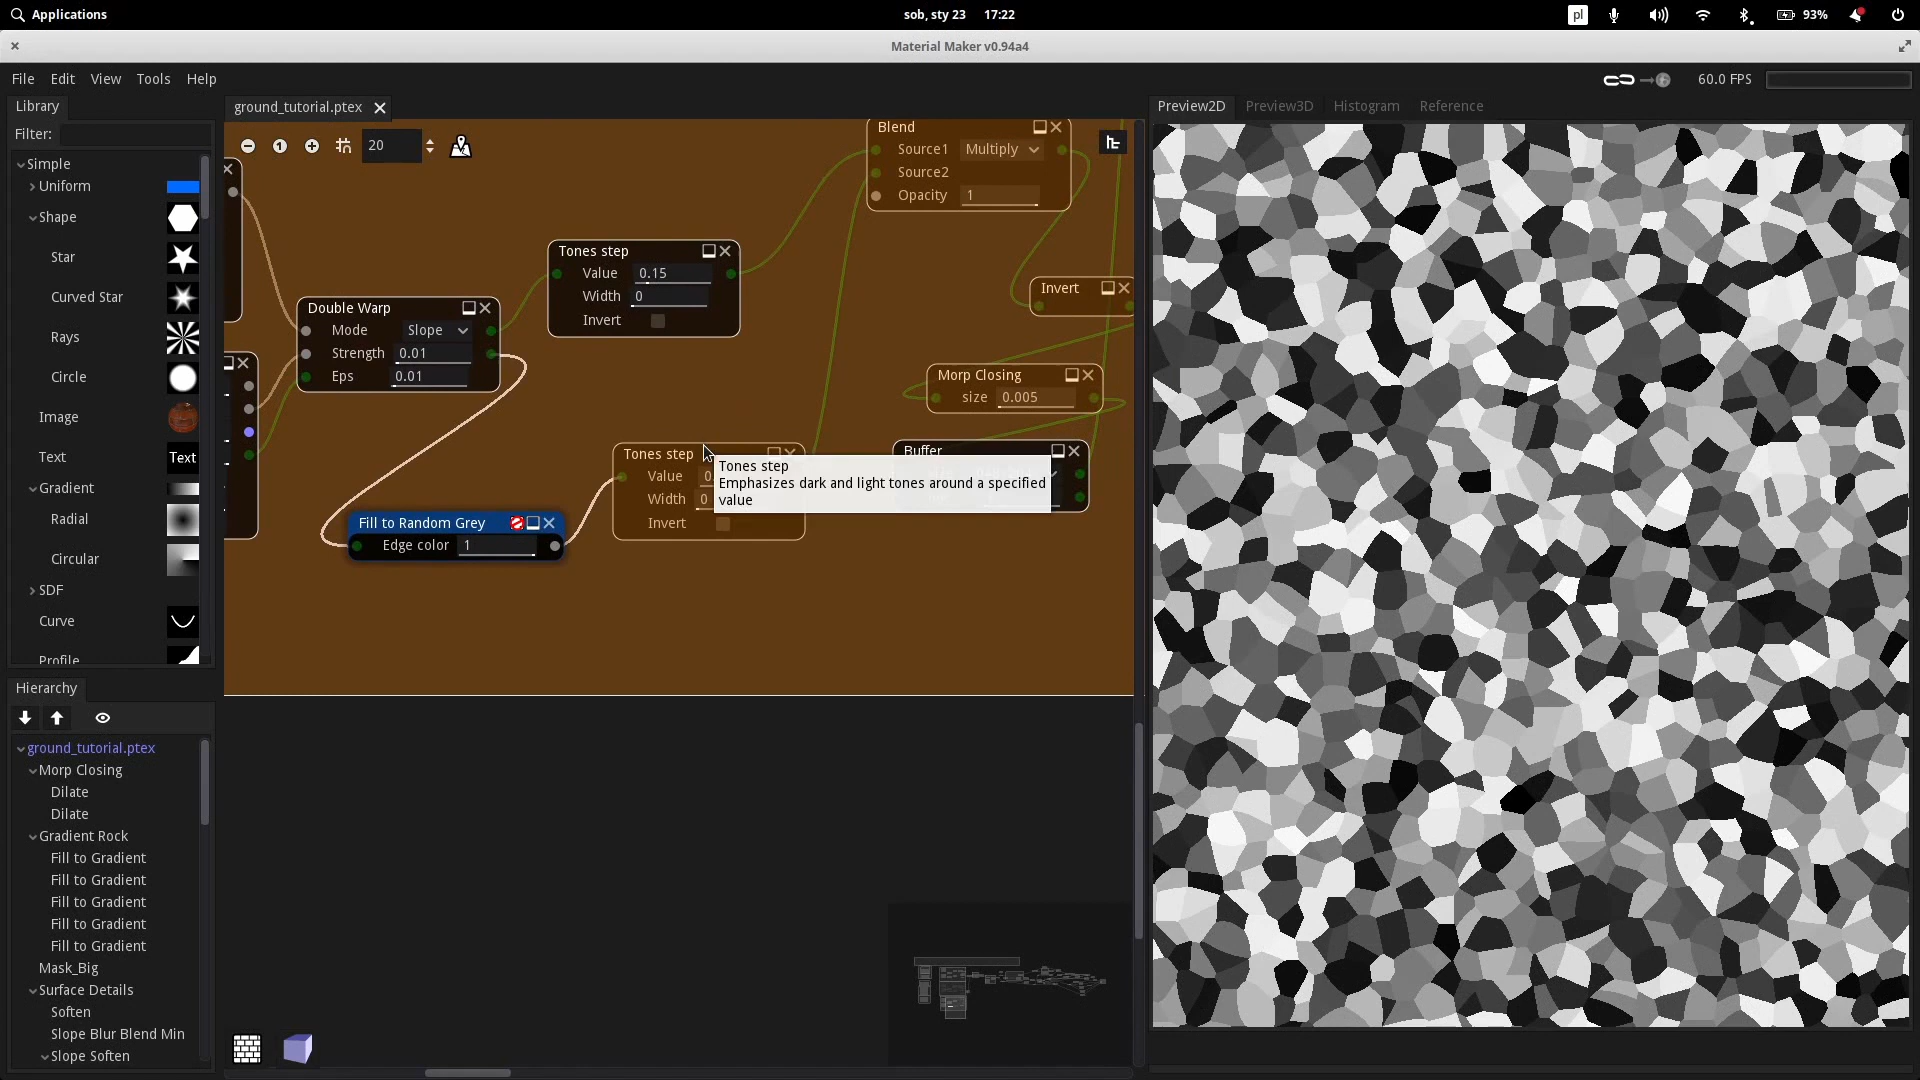 Applications
sob, sty 23 17:22
pl
93%
Material Maker v0.94a4
File Edit View Tools Help
60.0 FPS
Library
Filter:
Simple
Uniform
Shape
Star
Curved Star
Rays
Circle
Image
Text
Text
Gradient
Radial
Circular
SDF
Curve
Profile
Hierarchy
ground_tutorial.ptex
Morp Closing
Dilate
Dilate
Gradient Rock
Fill to Gradient
Fill to Gradient
Fill to Gradient
Fill to Gradient
Fill to Gradient
Mask_Big
Surface Details
Soften
Slope Blur Blend Min
Slope Soften
ground_tutorial.ptex
1
20
Blend
Source1 Multiply
Source2
Opacity 1
Tones step
Value 0.15
Width 0
Invert
Double Warp
Mode Slope
Strength 0.01
Eps 0.01
Invert
Morp Closing
size 0.005
Tones step
Value 0
Width 0
Invert
Buffer
Tones step
Emphasizes dark and light tones around a specified
value
Fill to Random Grey
Edge color 1
Preview2D Preview3D Histogram Reference